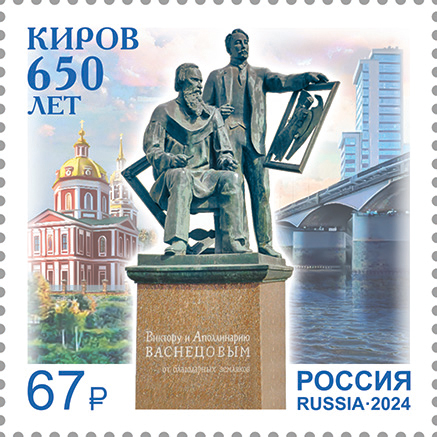 КИРОВ
650
ЛЕТ
Виктору и Аполлинарию
ВАСНЕЦОВЫМ
– от благодарных земляков
67₽
РОССИЯ
RUSSIA·2024